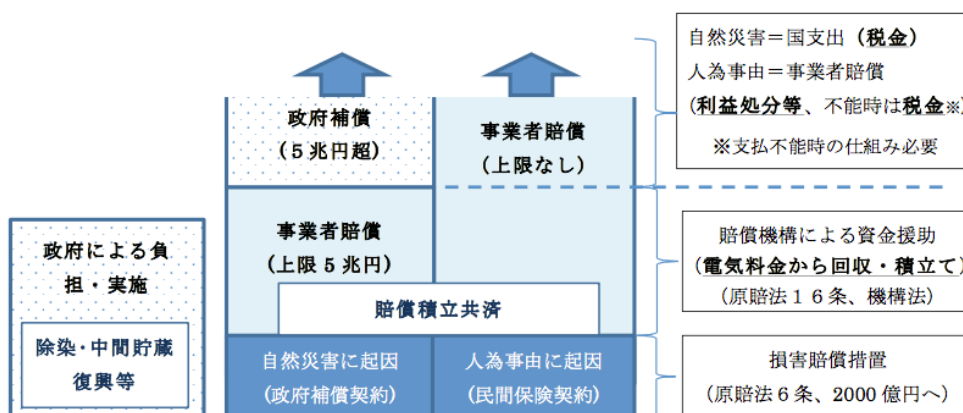 政府による負
担・実施
除染・中間貯蔵
復興等
政府補償
(5兆円超)
事業者賠償
(上限5兆円)
事業者賠償
(上限なし)
賠償積立共済
自然災害に起因
(政府補償契約)
人為事由に起因
(民間保険契約)
自然災害＝国支出(税金)
人為事由＝事業者賠償
(利益処分等、不能時は税金※)
※支払不能時の仕組み必要
賠償機構による資金援助
(電気料金から回収・積立て)
(原賠法１６条、機構法)
損害賠償措置
(原賠法６条、2000億円へ)